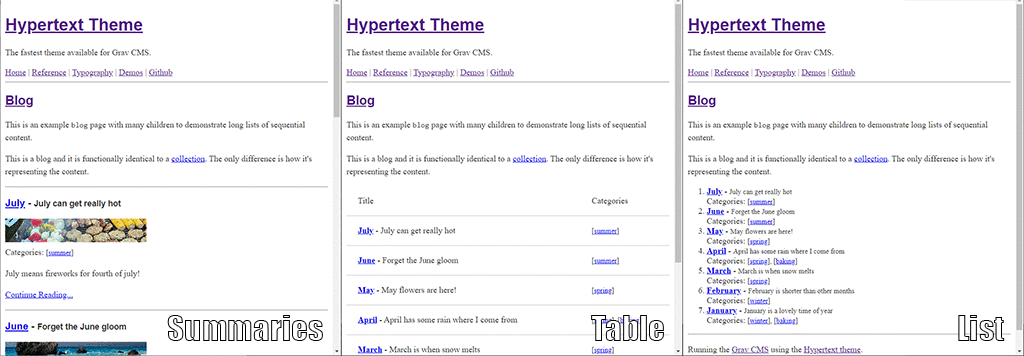 Hypertext Theme
The fastest theme available for Grav CMS.
Home | Reference | Typography | Demos | Github
Blog
This is an example blog page with many children to demonstrate long lists of sequential
content.
This is a blog and it is functionally identical to a collection. The only difference is how it's
representing the content.
July - July can get really hot
Categories: [summer]
July means fireworks for fourth of july!
Continue Reading...
June - Forget the June gloom
Summaries
Hypertext Theme
The fastest theme available for Grav CMS.
Home | Reference | Typography | Demos | Github
Blog
This is an example blog page with many children to demonstrate long lists of sequential
content.
This is a blog and it is functionally identical to a collection. The only difference is how it's
representing the content.
Title Categories
July - July can get really hot [summer]
June - Forget the June gloom [summer]
May - May flowers are here! [spring]
April - April has some rain where I come from
March - March is when snow melts [spring]
Table
Hypertext Theme
The fastest theme available for Grav CMS.
Home | Reference | Typography | Demos | Github
Blog
This is an example blog page with many children to demonstrate long lists of sequential
content.
This is a blog and it is functionally identical to a collection. The only difference is how it's
representing the content.
1. July - July can get really hot
Categories: [summer]
2. June - Forget the June gloom
Categories: [summer]
3. May - May flowers are here!
Categories: [spring]
4. April - April has some rain where I come from
Categories: [spring], [baking]
5. March - March is when snow melts
Categories: [spring]
6. February - February is shorter than other months
Categories: [winter]
7. January - January is a lovely time of year
Categories: [winter], [baking]
List
Running the Grav CMS using the Hypertext theme.